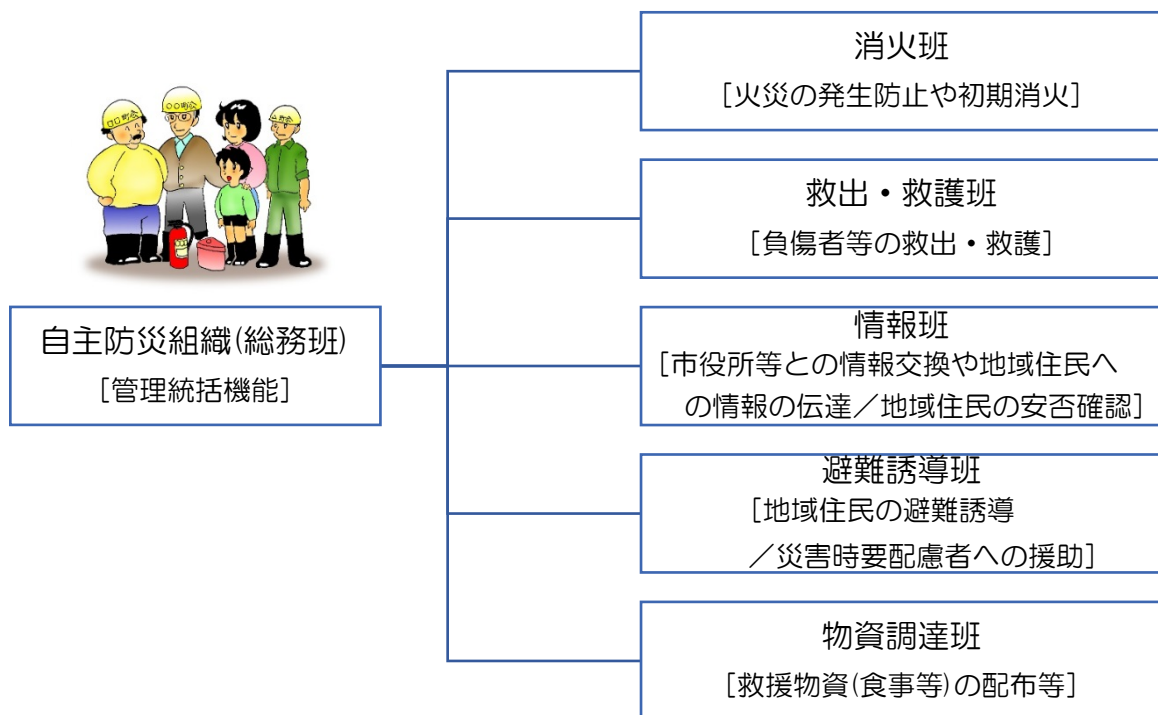 消火班
[火災の発生防止や初期消火]
救出・救護班
[負傷者等の救出・救護]
自主防災組織(総務班)
[管理統括機能]
情報班
[市役所等との情報交換や地域住民へ
の情報の伝達／地域住民の安否確認]
避難誘導班
[地域住民の避難誘導
／災害時要配慮者への援助]
物資調達班
[救援物資(食事等)の配布等]